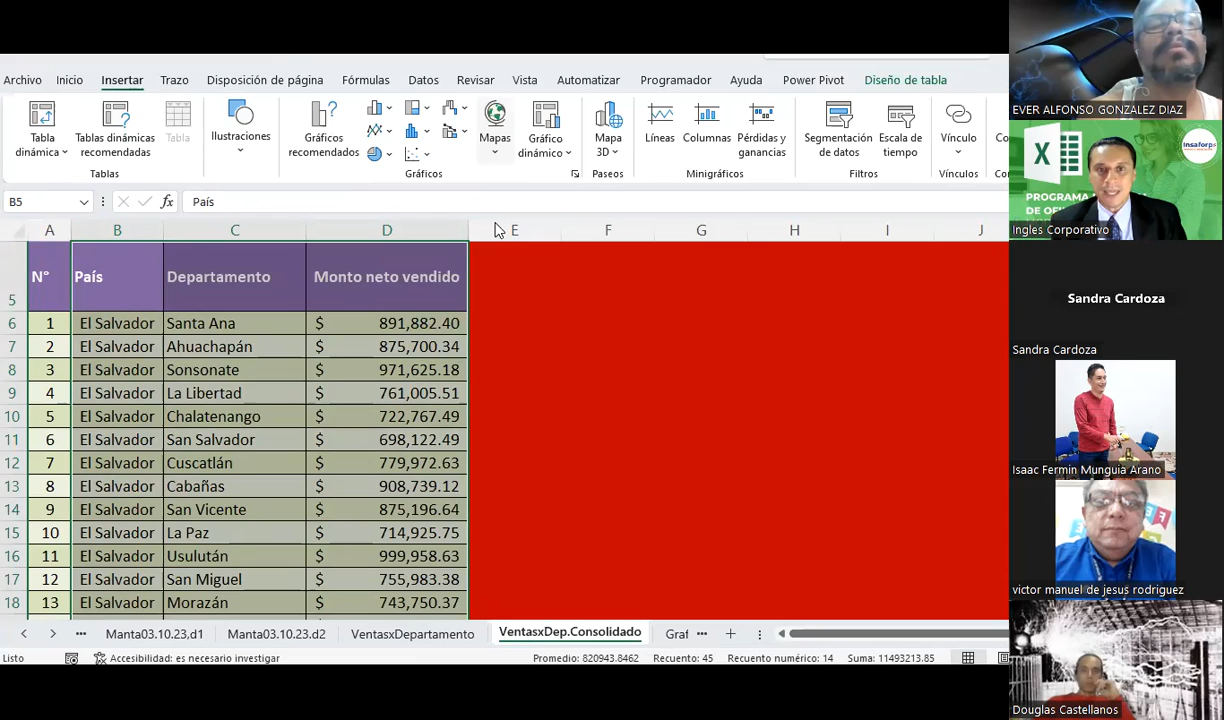 Archivo Inicio Insertar Trazo Disposición de página Fórmulas Datos Revisar Vista Automatizar Programador Ayuda Power Pivot Diseño de tabla
Tabla dinámica
Tablas dinámicas recomendadas
Tabla
Ilustraciones
Gráficos recomendados
Mapas
Gráfico dinámico
Mapa 3D
Líneas
Columnas
Pérdidas y ganancias
Segmentación de datos
Escala de tiempo
Vínculo
Tablas Gráficos Paseos Minigráficos Filtros Vínculos
B5 fx País
A B C D E F G H I J
5 N° País Departamento Monto neto vendido
6 1 El Salvador Santa Ana $ 891,882.40
7 2 El Salvador Ahuachapán $ 875,700.34
8 3 El Salvador Sonsonate $ 971,625.18
9 4 El Salvador La Libertad $ 761,005.51
10 5 El Salvador Chalatenango $ 722,767.49
11 6 El Salvador San Salvador $ 698,122.49
12 7 El Salvador Cuscatlán $ 779,972.63
13 8 El Salvador Cabañas $ 908,739.12
14 9 El Salvador San Vicente $ 875,196.64
15 10 El Salvador La Paz $ 714,925.75
16 11 El Salvador Usulután $ 999,958.63
17 12 El Salvador San Miguel $ 755,983.38
18 13 El Salvador Morazán $ 743,750.37
Manta03.10.23.d1 Manta03.10.23.d2 VentasxDepartamento VentasxDep.Consolidado Graf
Listo Accesibilidad: es necesario investigar Promedio: 820943.8462 Recuento: 45 Recuento numérico: 14 Suma: 11493213.85
EVER ALFONSO GONZALEZ DIAZ
X
insaforp
PROGRAMA
DE OFI
Ingles Corporativo
Sandra Cardoza
Sandra Cardoza
Isaac Fermin Munguia Arano
victor manuel de jesus rodriguez
Douglas Castellanos